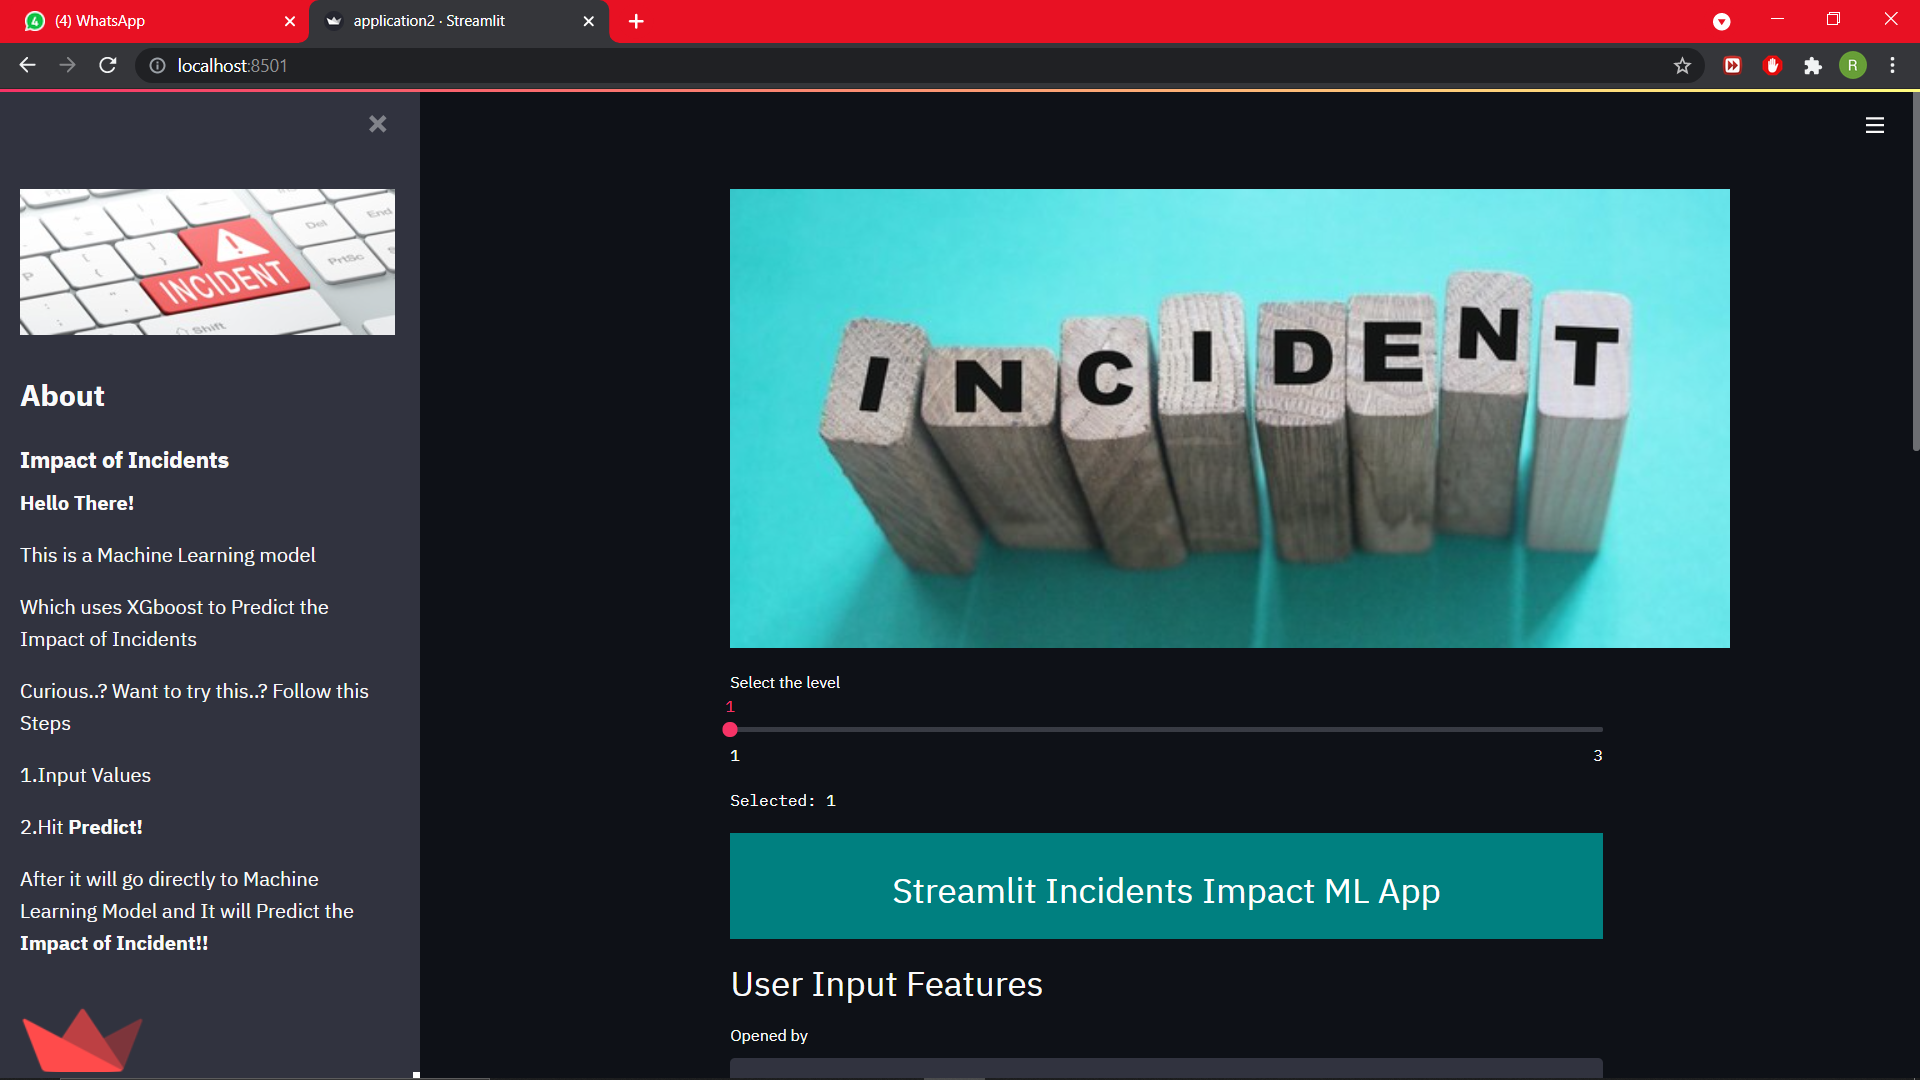 4 (4) WhatsApp
application2 · Streamlit
localhost:8501
R
Del
End
PrtSc
INCIDENT
Shift
P
About
Impact of Incidents
Hello There!
This is a Machine Learning model
Which uses XGboost to Predict the
Impact of Incidents
Curious..? Want to try this..? Follow this
Steps
1.Input Values
2.Hit Predict!
After it will go directly to Machine
Learning Model and It will Predict the
Impact of Incident!!
INCIDENT
Select the level
1
1 3
Selected: 1
Streamlit Incidents Impact ML App
User Input Features
Opened by